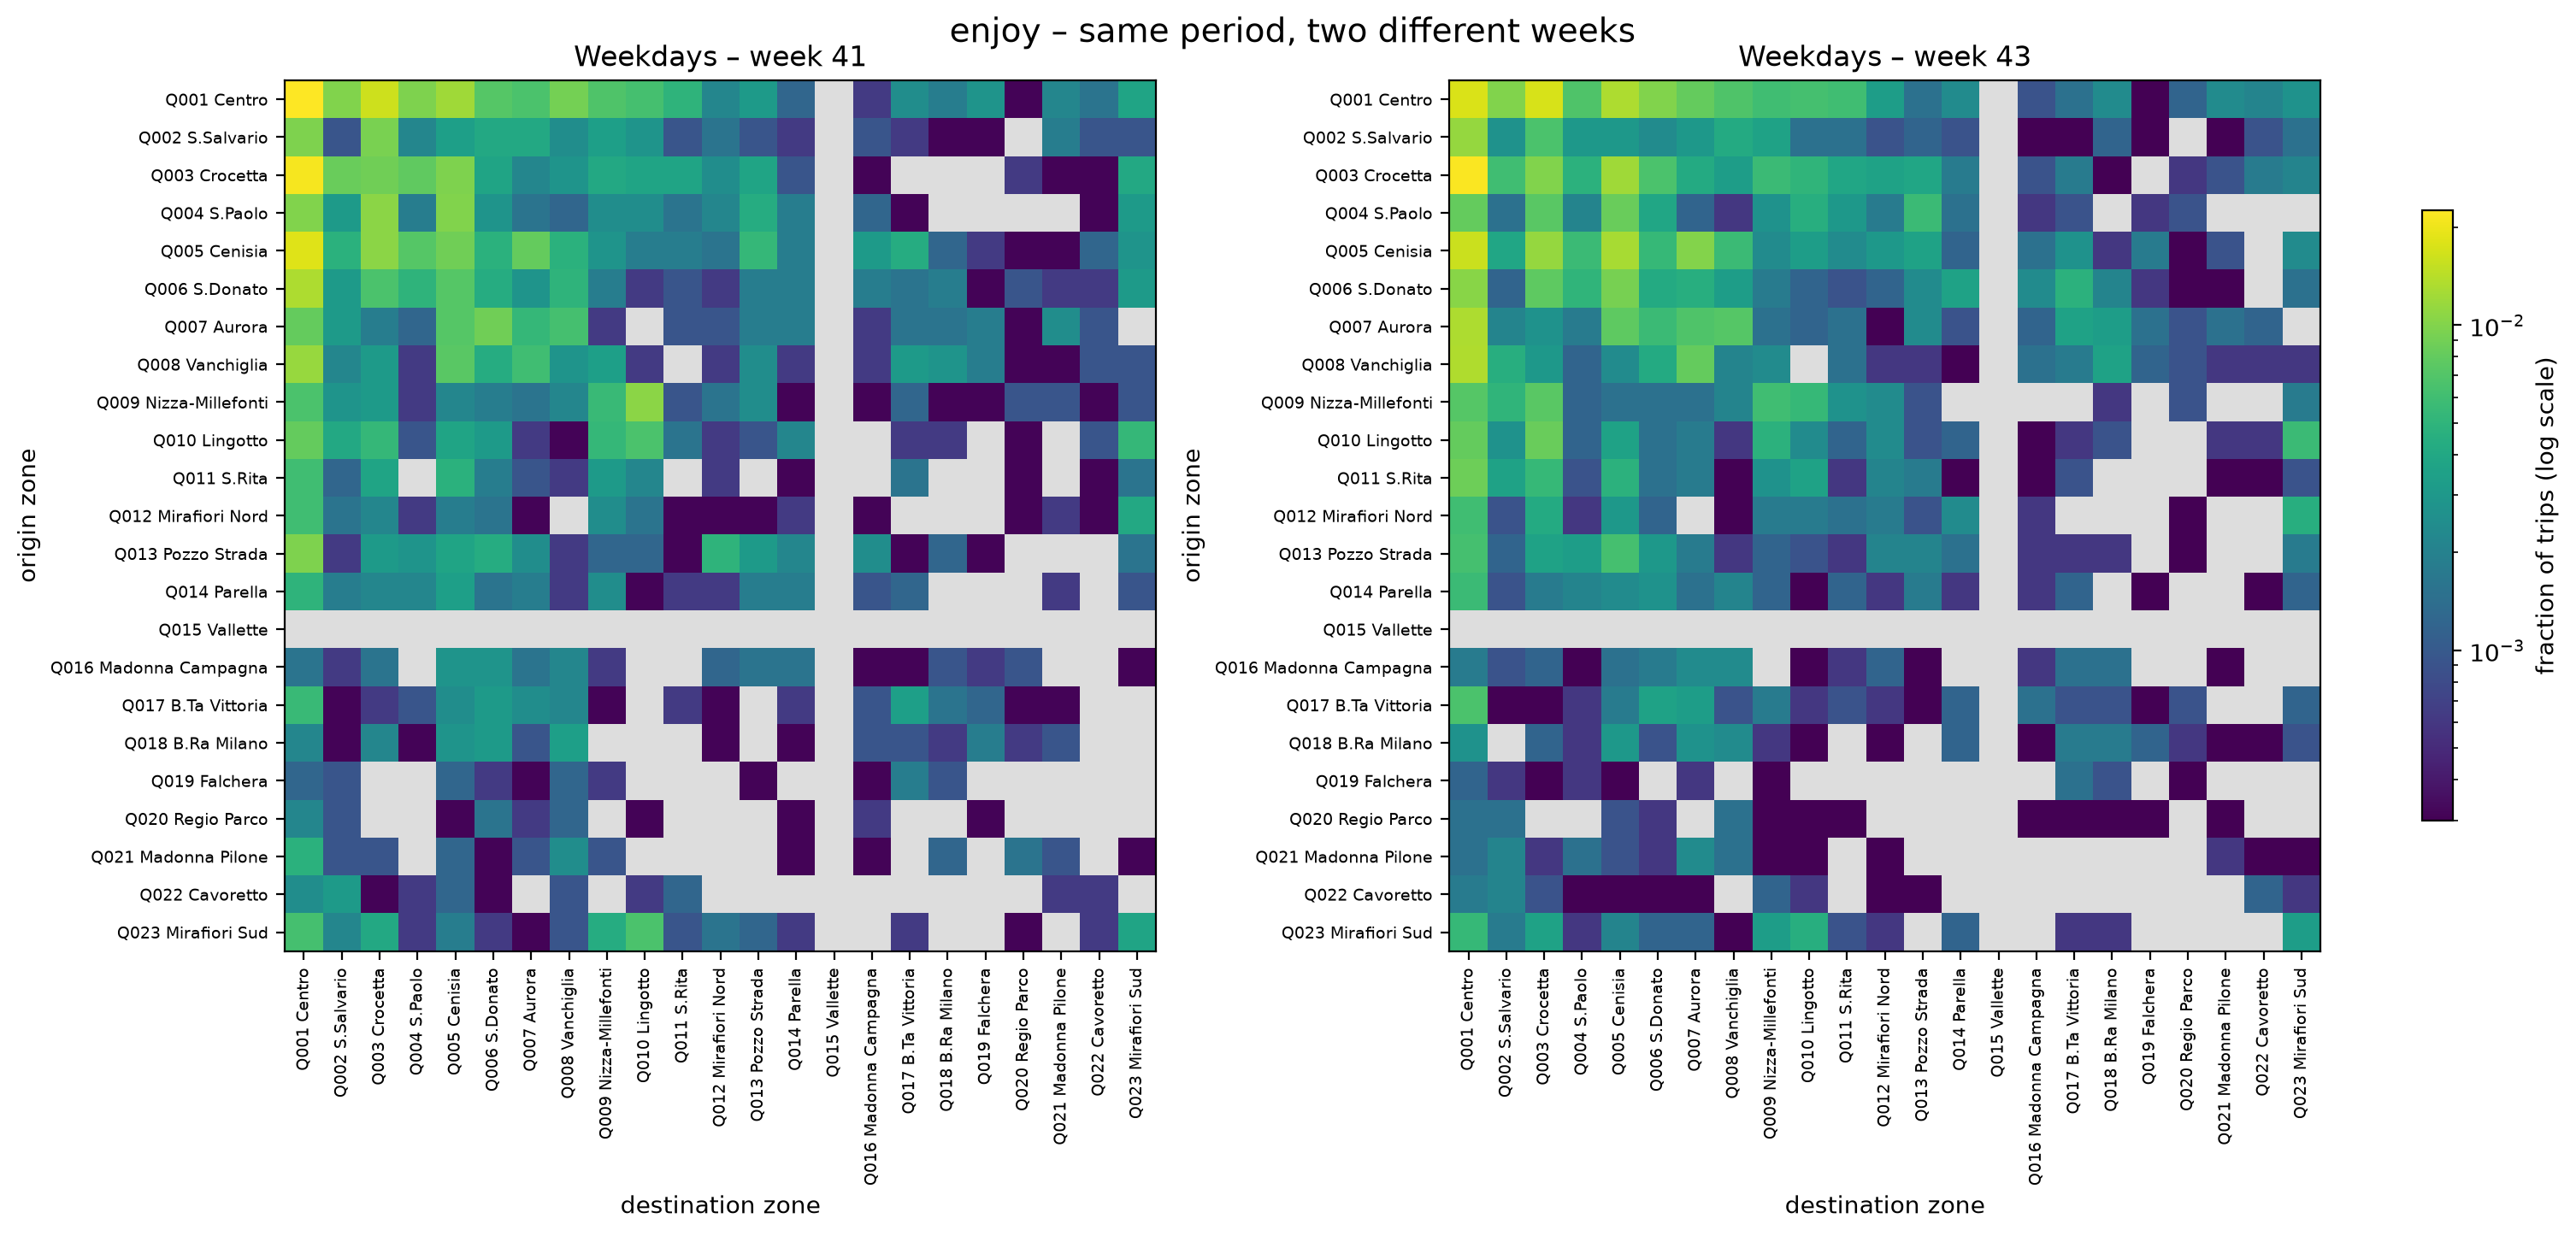 enjoy – same period, two different weeks
Weekdays – week 41
origin zone
Q001 Centro
Q002 S.Salvario
Q003 Crocetta
Q004 S.Paolo
Q005 Cenisia
Q006 S.Donato
Q007 Aurora
Q008 Vanchiglia
Q009 Nizza-Millefonti
Q010 Lingotto
Q011 S.Rita
Q012 Mirafiori Nord
Q013 Pozzo Strada
Q014 Parella
Q015 Vallette
Q016 Madonna Campagna
Q017 B.Ta Vittoria
Q018 B.Ra Milano
Q019 Falchera
Q020 Regio Parco
Q021 Madonna Pilone
Q022 Cavoretto
Q023 Mirafiori Sud
Q001 Centro
Q002 S.Salvario
Q003 Crocetta
Q004 S.Paolo
Q005 Cenisia
Q006 S.Donato
Q007 Aurora
Q008 Vanchiglia
Q009 Nizza-Millefonti
Q010 Lingotto
Q011 S.Rita
Q012 Mirafiori Nord
Q013 Pozzo Strada
Q014 Parella
Q015 Vallette
Q016 Madonna Campagna
Q017 B.Ta Vittoria
Q018 B.Ra Milano
Q019 Falchera
Q020 Regio Parco
Q021 Madonna Pilone
Q022 Cavoretto
Q023 Mirafiori Sud
destination zone
Weekdays – week 43
origin zone
Q001 Centro
Q002 S.Salvario
Q003 Crocetta
Q004 S.Paolo
Q005 Cenisia
Q006 S.Donato
Q007 Aurora
Q008 Vanchiglia
Q009 Nizza-Millefonti
Q010 Lingotto
Q011 S.Rita
Q012 Mirafiori Nord
Q013 Pozzo Strada
Q014 Parella
Q015 Vallette
Q016 Madonna Campagna
Q017 B.Ta Vittoria
Q018 B.Ra Milano
Q019 Falchera
Q020 Regio Parco
Q021 Madonna Pilone
Q022 Cavoretto
Q023 Mirafiori Sud
Q001 Centro
Q002 S.Salvario
Q003 Crocetta
Q004 S.Paolo
Q005 Cenisia
Q006 S.Donato
Q007 Aurora
Q008 Vanchiglia
Q009 Nizza-Millefonti
Q010 Lingotto
Q011 S.Rita
Q012 Mirafiori Nord
Q013 Pozzo Strada
Q014 Parella
Q015 Vallette
Q016 Madonna Campagna
Q017 B.Ta Vittoria
Q018 B.Ra Milano
Q019 Falchera
Q020 Regio Parco
Q021 Madonna Pilone
Q022 Cavoretto
Q023 Mirafiori Sud
destination zone
10⁻²
10⁻³
fraction of trips (log scale)